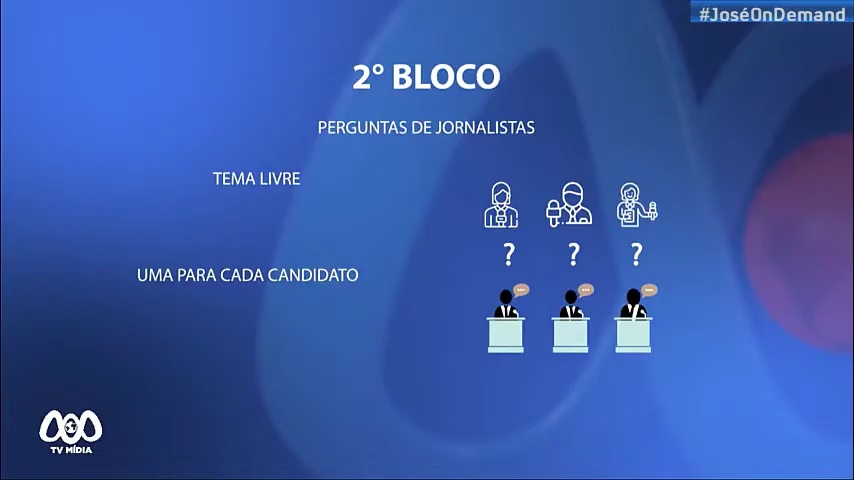 #JoséOnDemand
2° BLOCO
PERGUNTAS DE JORNALISTAS
TEMA LIVRE
? ? ?
UMA PARA CADA CANDIDATO
TV MÍDIA